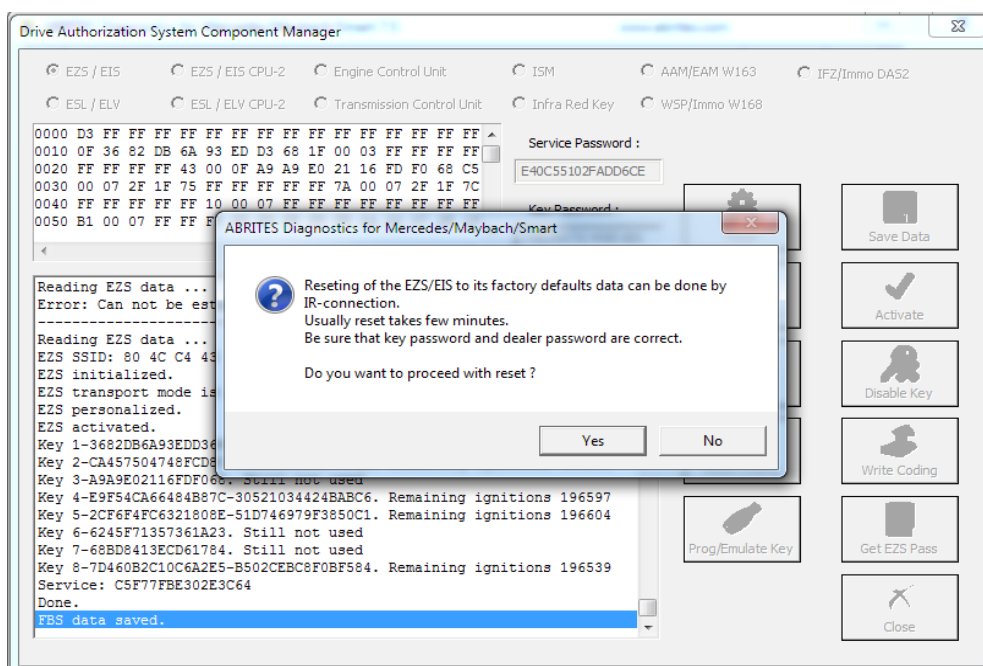 Drive Authorization System Component Manager
EZS / EIS EZS / EIS CPU-2 Engine Control Unit ISM AAM/EAM W163 IFZ/Immo DAS2
ESL / ELV ESL / ELV CPU-2 Transmission Control Unit Infra Red Key WSP/Immo W168
0000 D3 FF FF FF FF FF FF FF FF FF FF FF FF FF FF FF
0010 0F 36 82 DB 6A 93 ED D3 68 1F 00 03 FF FF FF FF
0020 FF FF FF FF 43 00 0F A9 A9 E0 21 16 FD F0 68 C5
0030 00 07 2F 1F 75 FF FF FF FF FF 7A 00 07 2F 1F 7C
0040 FF FF FF FF FF 10 00 07 FF FF FF FF FF FF FF FF
0050 B1 00 07 FF FF
Service Password :
E40C55102FADD6CE
Key Password :
Save Data
Activate
Disable Key
Write Coding
Prog/Emulate Key
Get EZS Pass
Close
ABRITES Diagnostics for Mercedes/Maybach/Smart
Reseting of the EZS/EIS to its factory defaults data can be done by
IR-connection.
Usually reset takes few minutes.
Be sure that key password and dealer password are correct.
Do you want to proceed with reset ?
Yes No
Reading EZS data ...
Error: Can not be est
Reading EZS data ...
EZS SSID: 80 4C C4 43
EZS initialized.
EZS transport mode is
EZS personalized.
EZS activated.
Key 1-3682DB6A93EDD36
Key 2-CA457504748FCD8
Key 3-A9A9E02116FDF068. Still not used
Key 4-E9F54CA66484B87C-30521034424BABC6. Remaining ignitions 196597
Key 5-2CF6F4FC6321808E-51D746979F3850C1. Remaining ignitions 196604
Key 6-6245F71357361A23. Still not used
Key 7-68BD8413ECD61784. Still not used
Key 8-7D460B2C10C6A2E5-B502CEBC8F0BF584. Remaining ignitions 196539
Service: C5F77FBE302E3C64
Done.
FBS data saved.